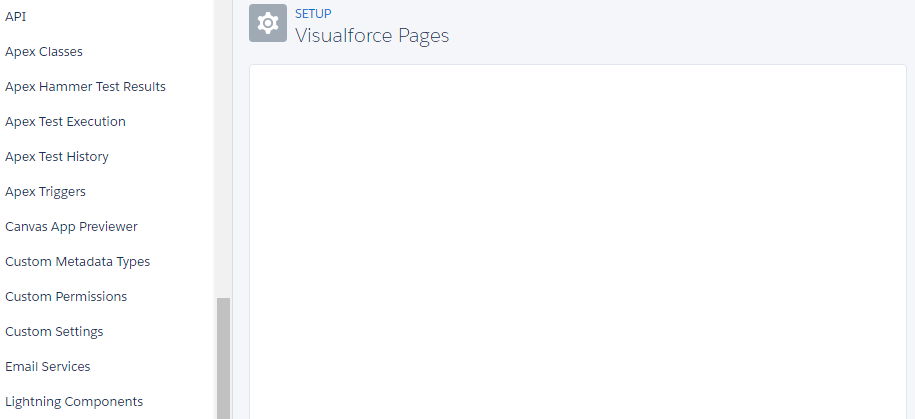 API
Apex Classes
Apex Hammer Test Results
Apex Test Execution
Apex Test History
Apex Triggers
Canvas App Previewer
Custom Metadata Types
Custom Permissions
Custom Settings
Email Services
Lightning Components
SETUP
Visualforce Pages